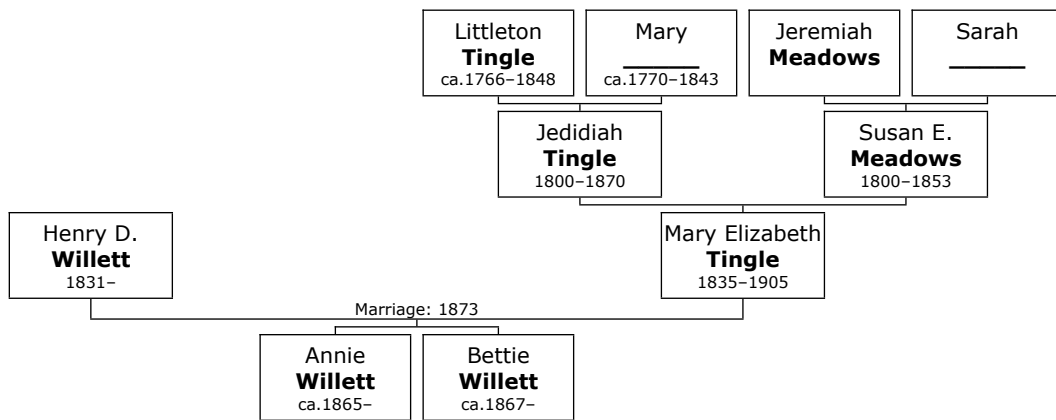 Littleton
Tingle
ca.1766–1848
Mary
________
ca.1770–1843
Jeremiah
Meadows
Sarah
________
Jedidiah
Tingle
1800–1870
Susan E.
Meadows
1800–1853
Henry D.
Willett
1831–
Mary Elizabeth
Tingle
1835–1905
Marriage: 1873
Annie
Willett
ca.1865–
Bettie
Willett
ca.1867–